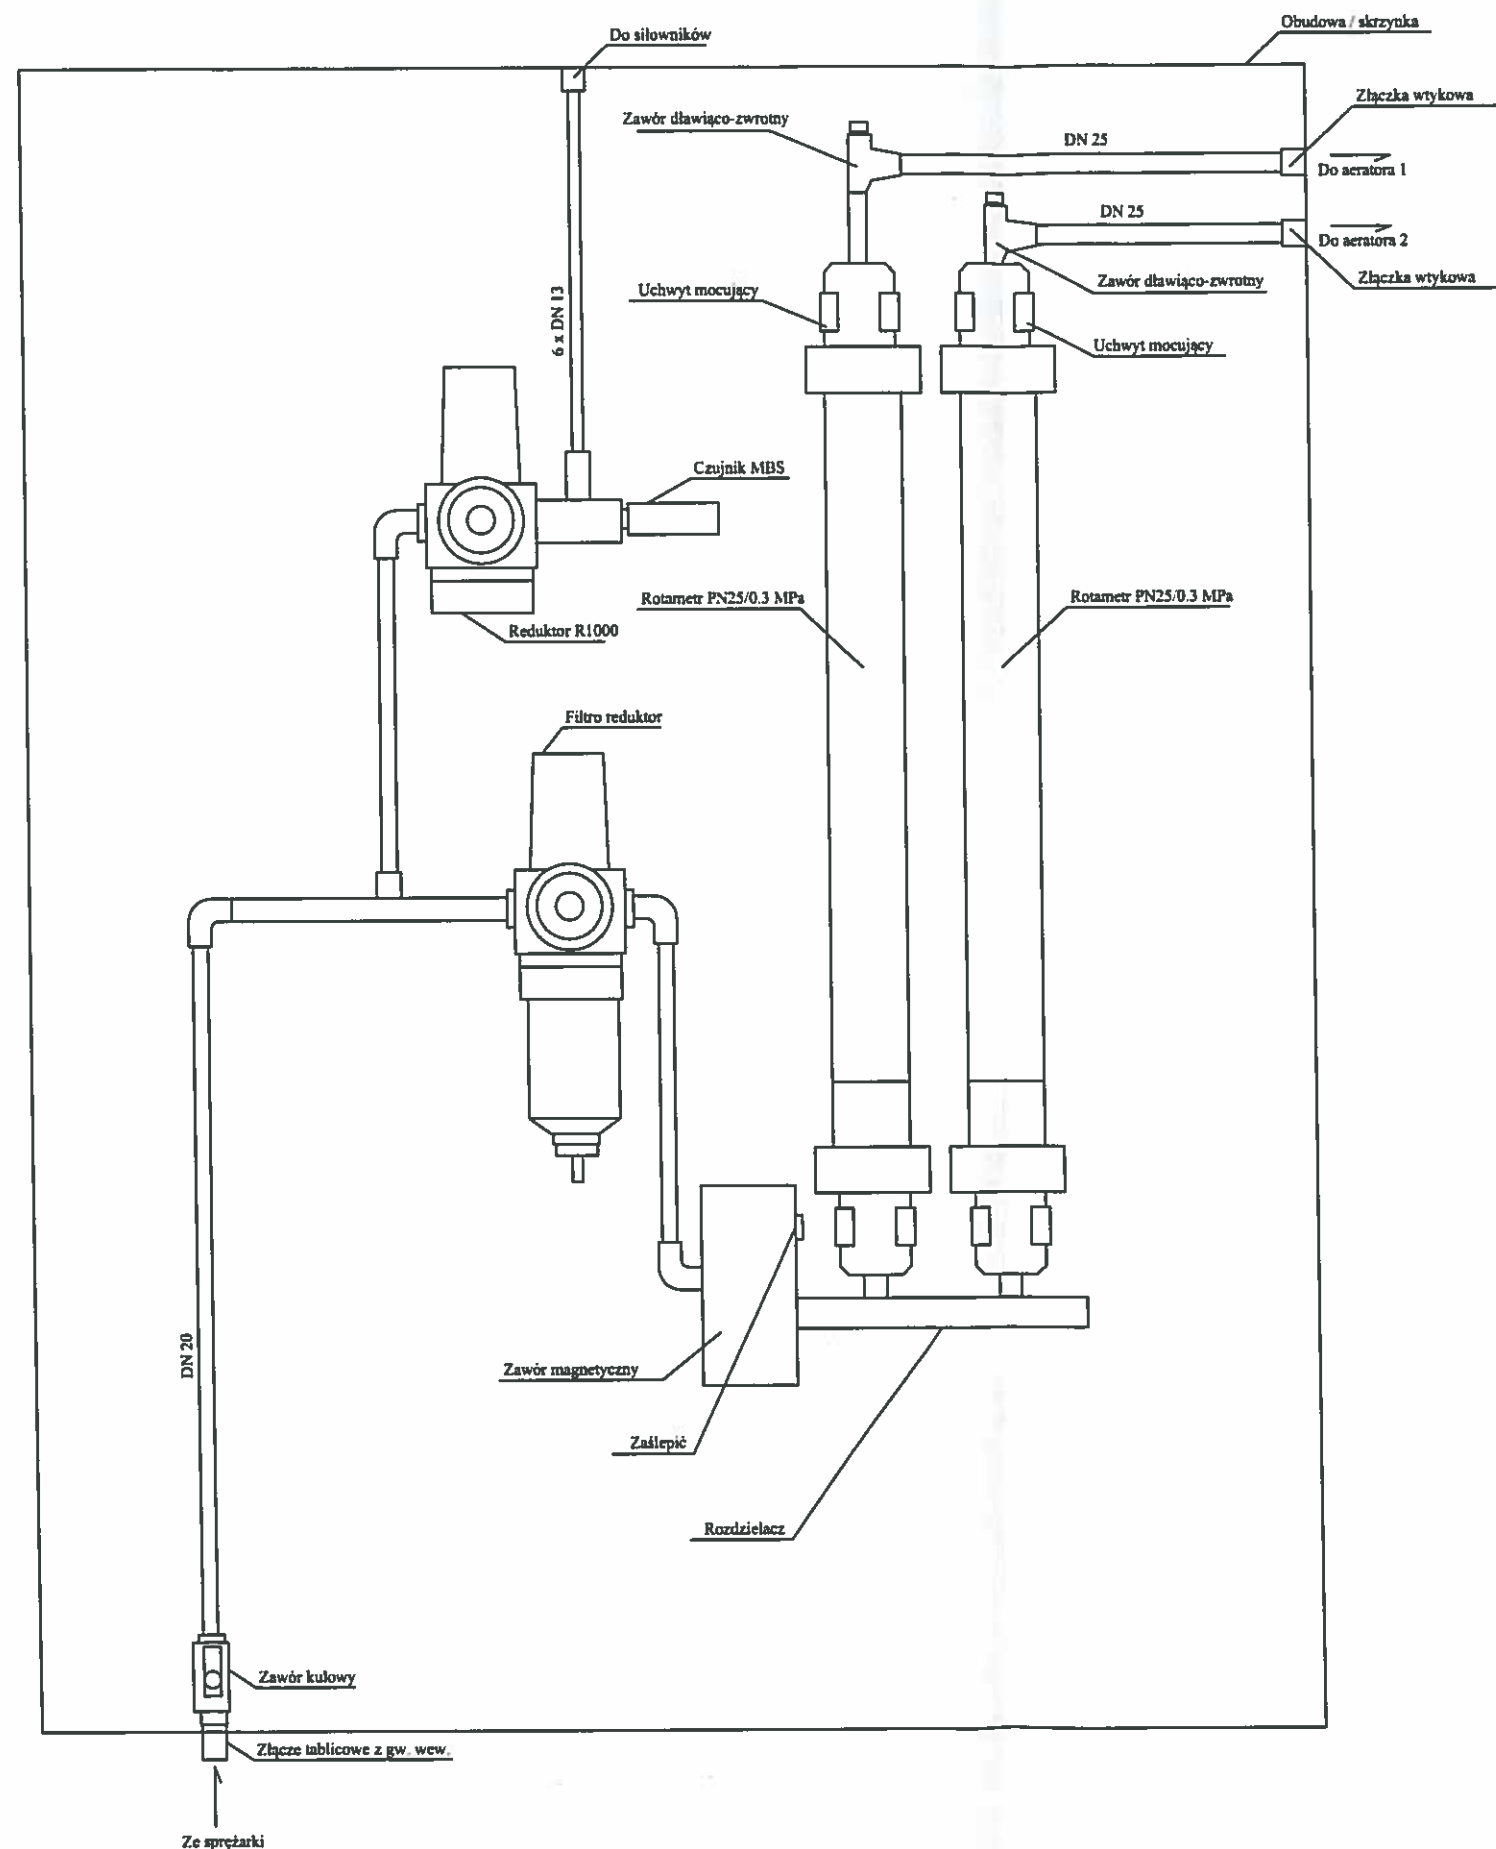 Obudowa / skrzynka
Do siłowników
Złączka wtykowa
Zawór dławiąco-zwrotny
DN 25
Do aeratora 1
DN 25
Do aeratora 2
Zawór dławiąco-zwrotny
Złączka wtykowa
Uchwyt mocujący
6 x DN 13
Uchwyt mocujący
Czujnik MBS
Rotametr PN25/0.3 MPa
Rotametr PN25/0.3 MPa
Reduktor R1000
Filtro reduktor
DN 20
Zawór magnetyczny
Zaślepić
Rozdzielacz
Zawór kulowy
Złącze tablicowe z gw. wew.
Ze sprężarki